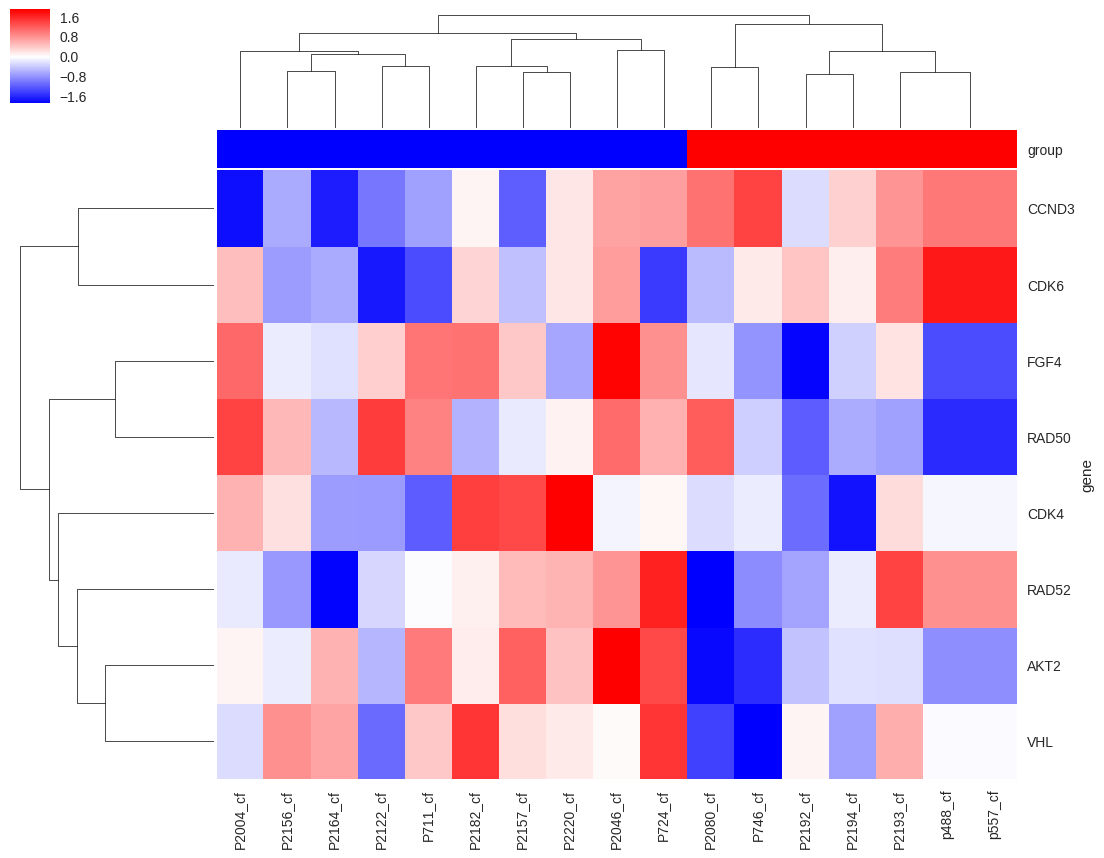 1.6
0.8
0.0
−0.8
−1.6
group
CCND3
CDK6
FGF4
RAD50
CDK4
RAD52
AKT2
VHL
gene
P2004_cf
P2156_cf
P2164_cf
P2122_cf
P711_cf
P2182_cf
P2157_cf
P2220_cf
P2046_cf
P724_cf
P2080_cf
P746_cf
P2192_cf
P2194_cf
P2193_cf
p488_cf
p557_cf